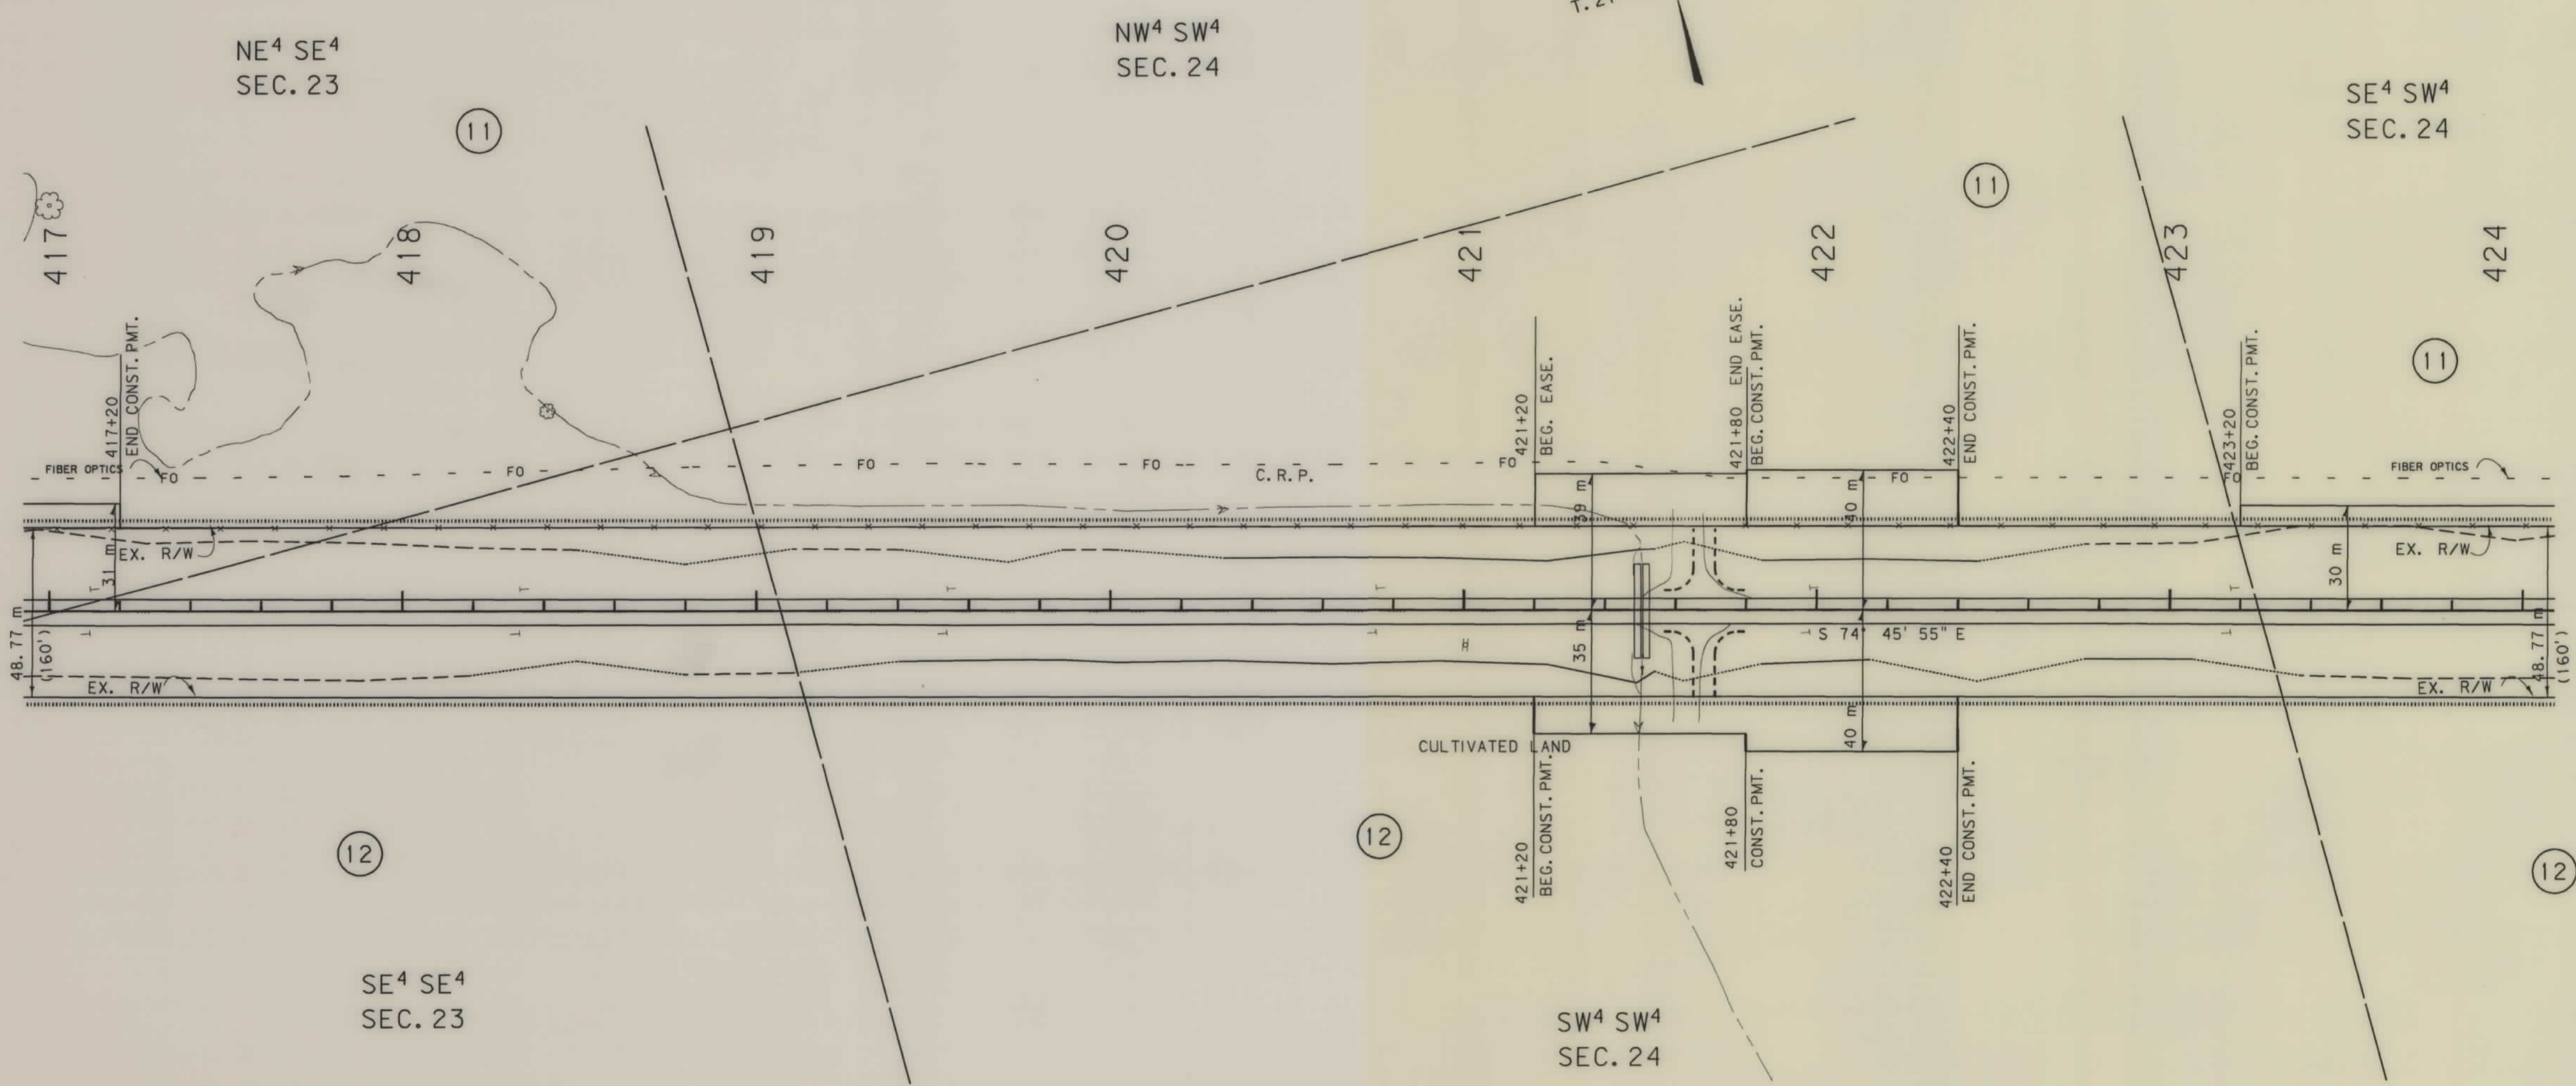 T. 21
NE⁴ SE⁴
SEC. 23
NW⁴ SW⁴
SEC. 24
SE⁴ SW⁴
SEC. 24
11
11
11
417
418
419
420
421
422
423
424
417+20
END CONST. PMT.
421+20
BEG. EASE.
421+80 END EASE.
BEG. CONST. PMT.
422+40
END CONST. PMT.
423+20
BEG. CONST. PMT.
FIBER OPTICS
FO
FO
FO
FO
C.R.P.
FO
FO
FO
FIBER OPTICS
EX. R/W
31 m
39 m
40 m
30 m
EX. R/W
48.77 m
(160')
35 m
S 74° 45' 55" E
48.77 m
(160')
EX. R/W
40 m
EX. R/W
CULTIVATED LAND
421+20
BEG. CONST. PMT.
421+80
CONST. PMT.
422+40
END CONST. PMT.
12
12
12
SE⁴ SE⁴
SEC. 23
SW⁴ SW⁴
SEC. 24